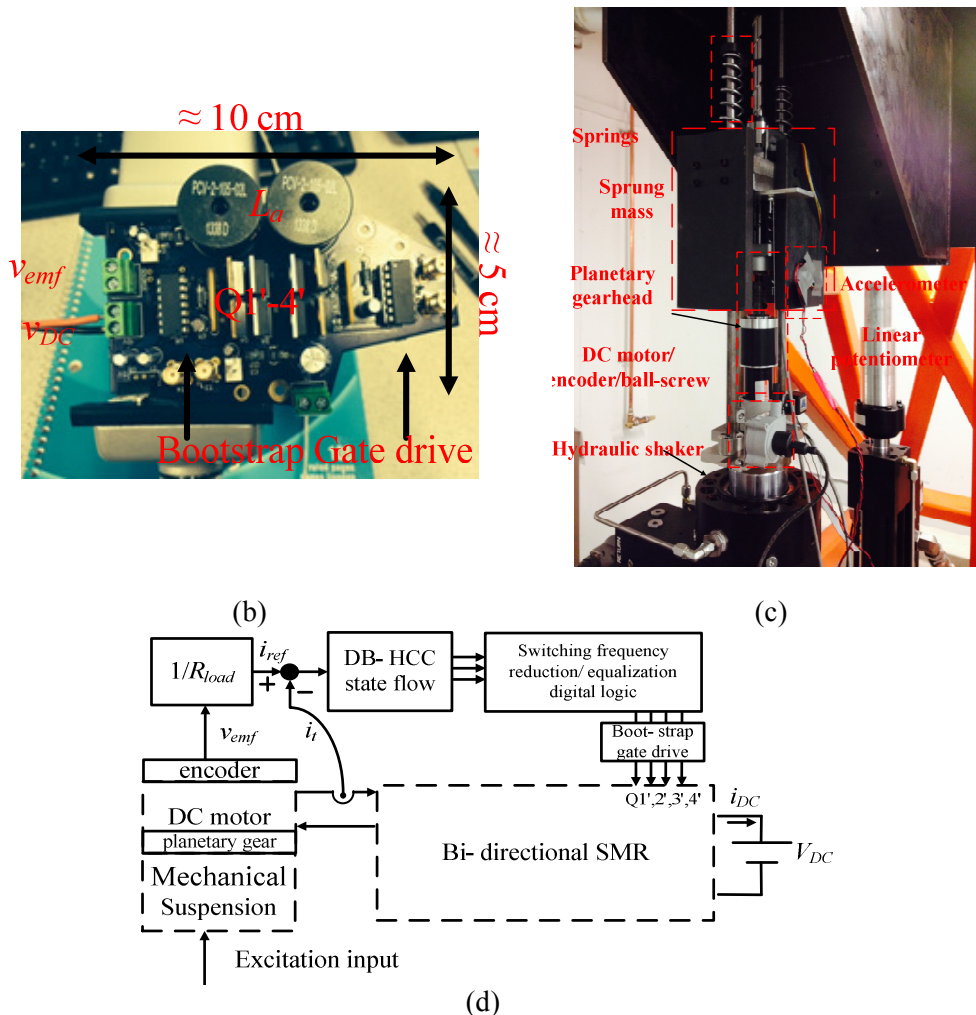 ≈ 10 cm
PCV-2-105-02L
PCV-2-105-02L
1338 D
1338 D
La
vemf
Q1'-4'
≈ 5 cm
vDC
Bootstrap Gate drive
Springs
Sprung
mass
Planetary
gearhead
Accelerometer
Linear
potentiometer
DC motor/
encoder/ball-screw
Hydraulic shaker
RETURN
(b)
(c)
1/Rload
iref
+
−
DB- HCC
state flow
Switching frequency
reduction/ equalization
digital logic
vemf
it
Boot- strap
gate drive
encoder
DC motor
planetary gear
Mechanical
Suspension
Q1',2',3',4'
Bi- directional SMR
iDC
VDC
Excitation input
(d)